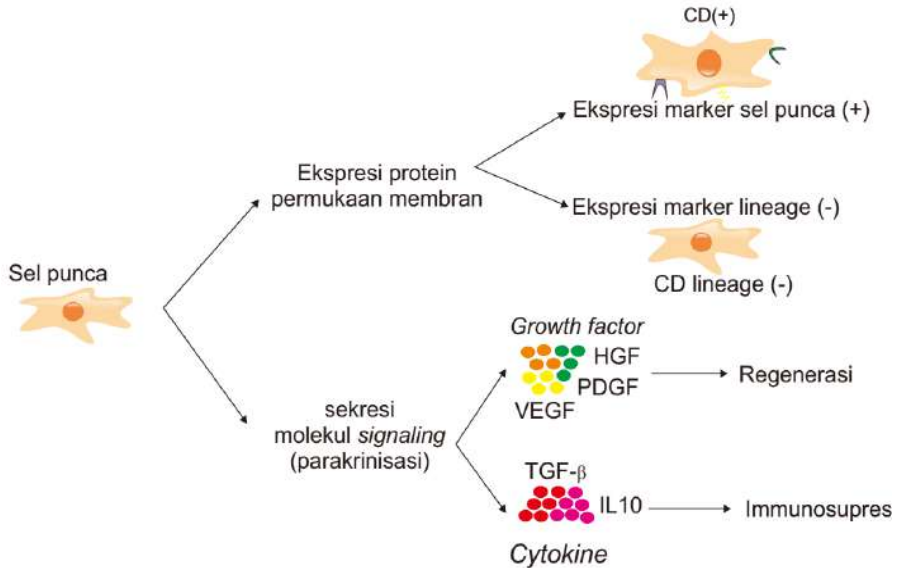 CD(+)
Ekspresi marker sel punca (+)
Ekspresi protein
permukaan membran
Ekspresi marker lineage (-)
CD lineage (-)
Sel punca
Growth factor
HGF
PDGF
VEGF
Regenerasi
sekresi
molekul signaling
(parakrinisasi)
TGF-β
IL10
Immunosupres
Cytokine